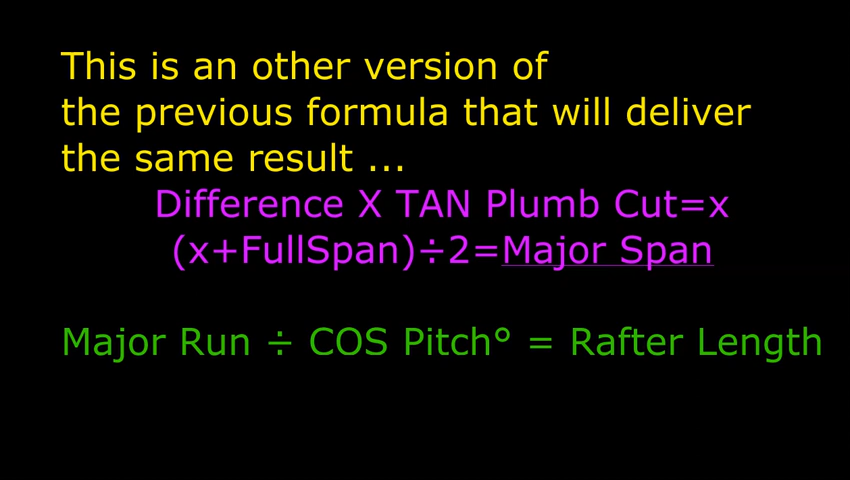 This is an other version of
the previous formula that will deliver
the same result ...
Difference X TAN Plumb Cut=x
(x+FullSpan)÷2=Major Span
Major Run ÷ COS Pitch° = Rafter Length